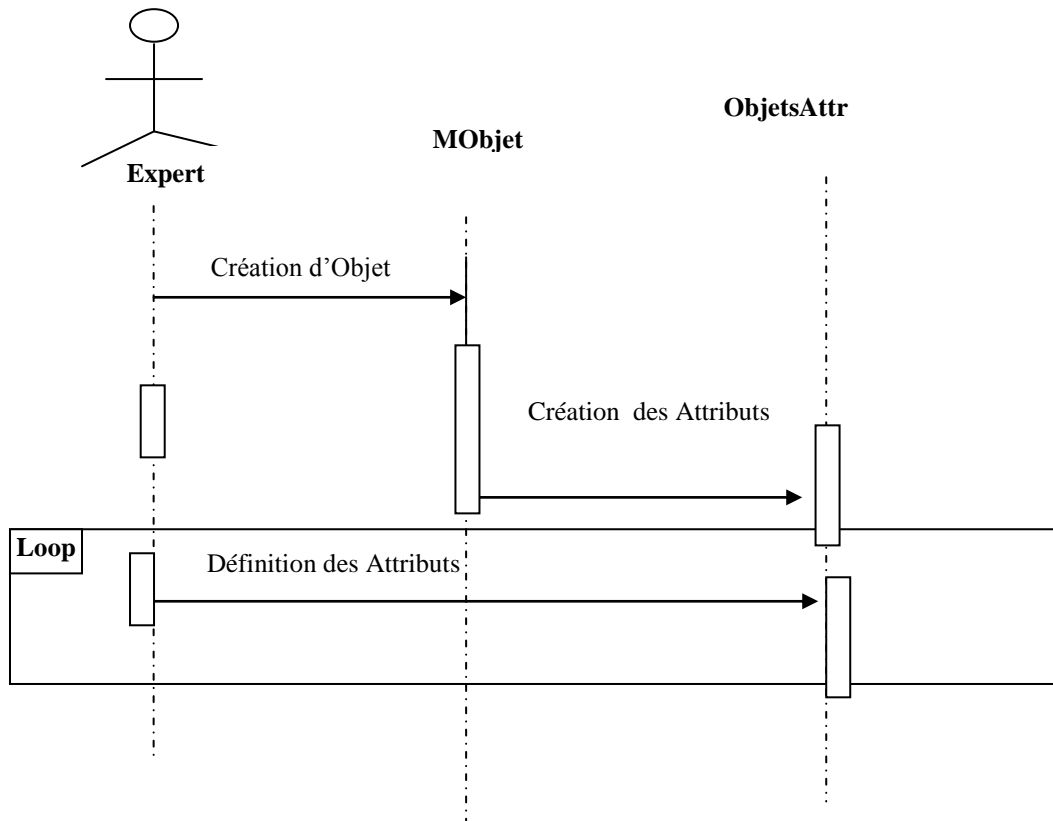 ObjetsAttr
MObjet
Expert
Création d’Objet
Création  des Attributs
Loop
Définition des Attributs